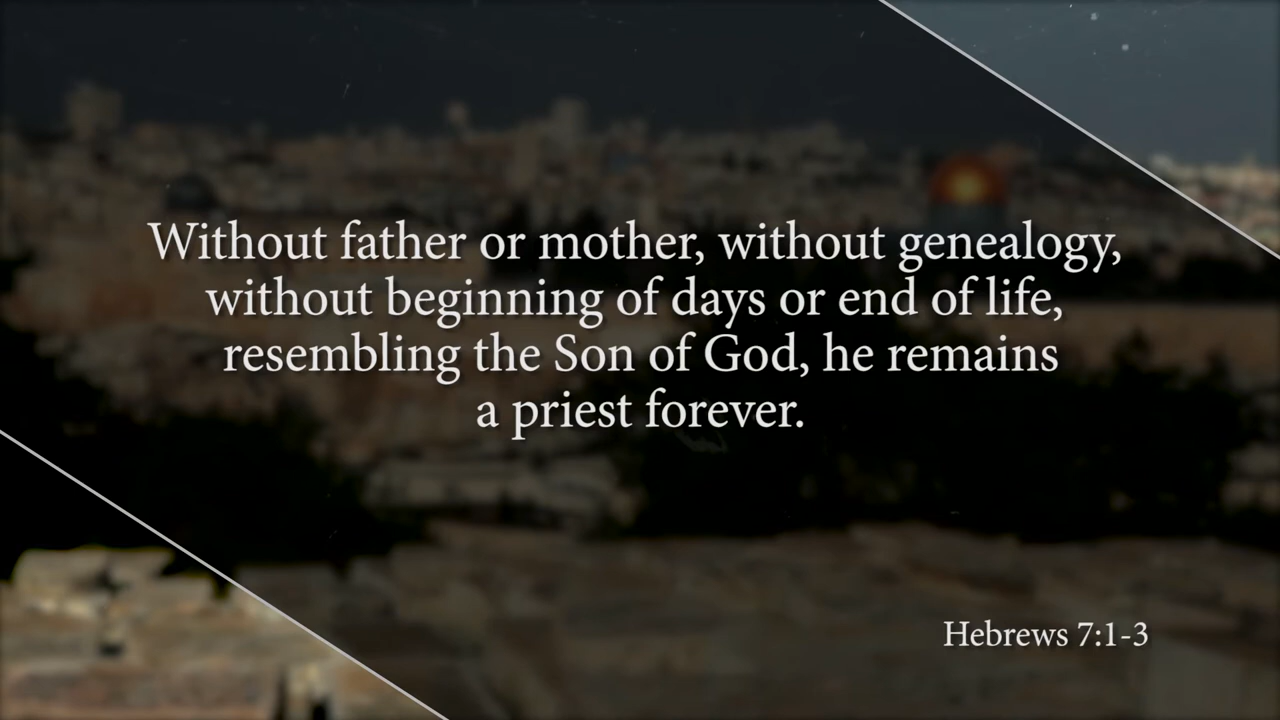 Without father or mother, without genealogy,
without beginning of days or end of life,
resembling the Son of God, he remains
a priest forever.
Hebrews 7:1-3